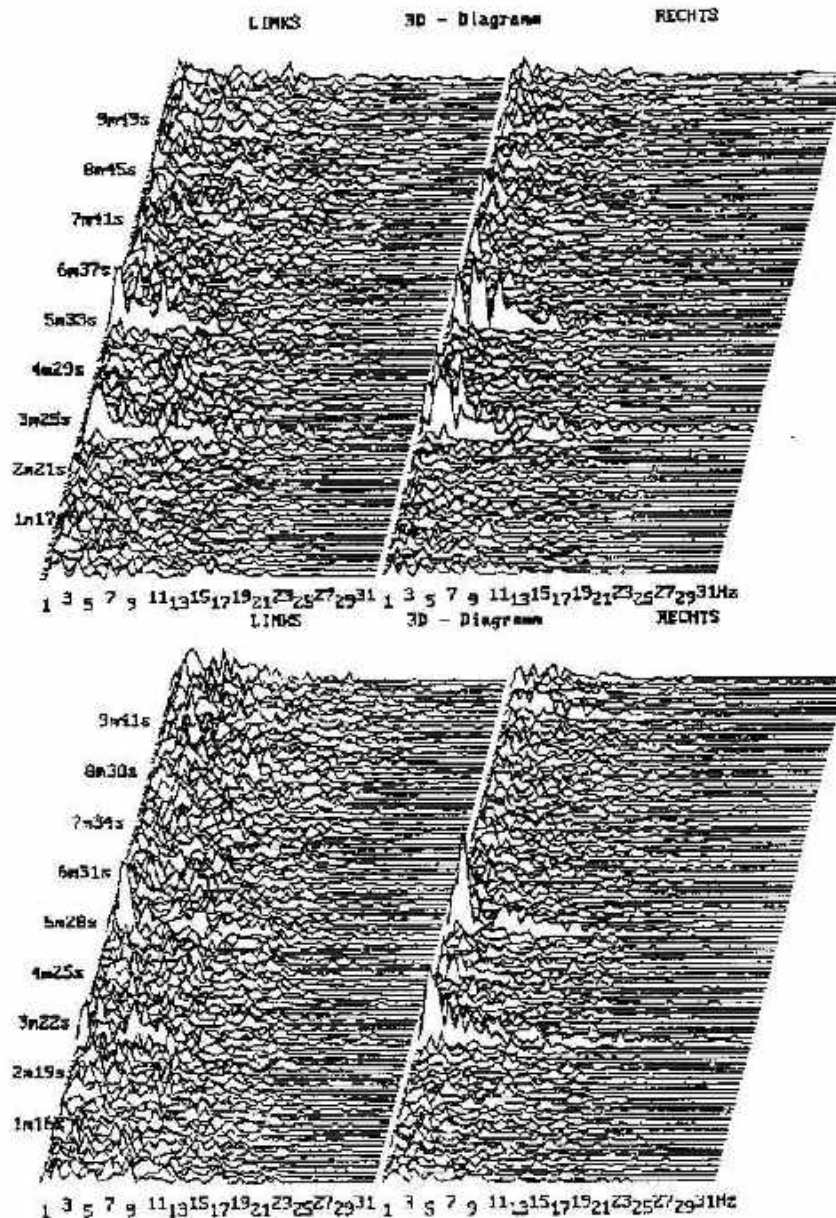 LINKS 3D - Diagramm RECHTS
9m49s
8m45s
7m41s
6m37s
5m33s
4m29s
3m25s
2m21s
1m17s
1 3 5 7 9 11 13 15 17 19 21 23 25 27 29 31 1 3 5 7 9 11 13 15 17 19 21 23 25 27 29 31Hz
LINKS 3D - Diagramm RECHTS
9m41s
8m38s
7m34s
6m31s
5m28s
4m25s
3m22s
2m19s
1m16s
1 3 5 7 9 11 13 15 17 19 21 23 25 27 29 31 1 3 5 7 9 11 13 15 17 19 21 23 25 27 29 31Hz